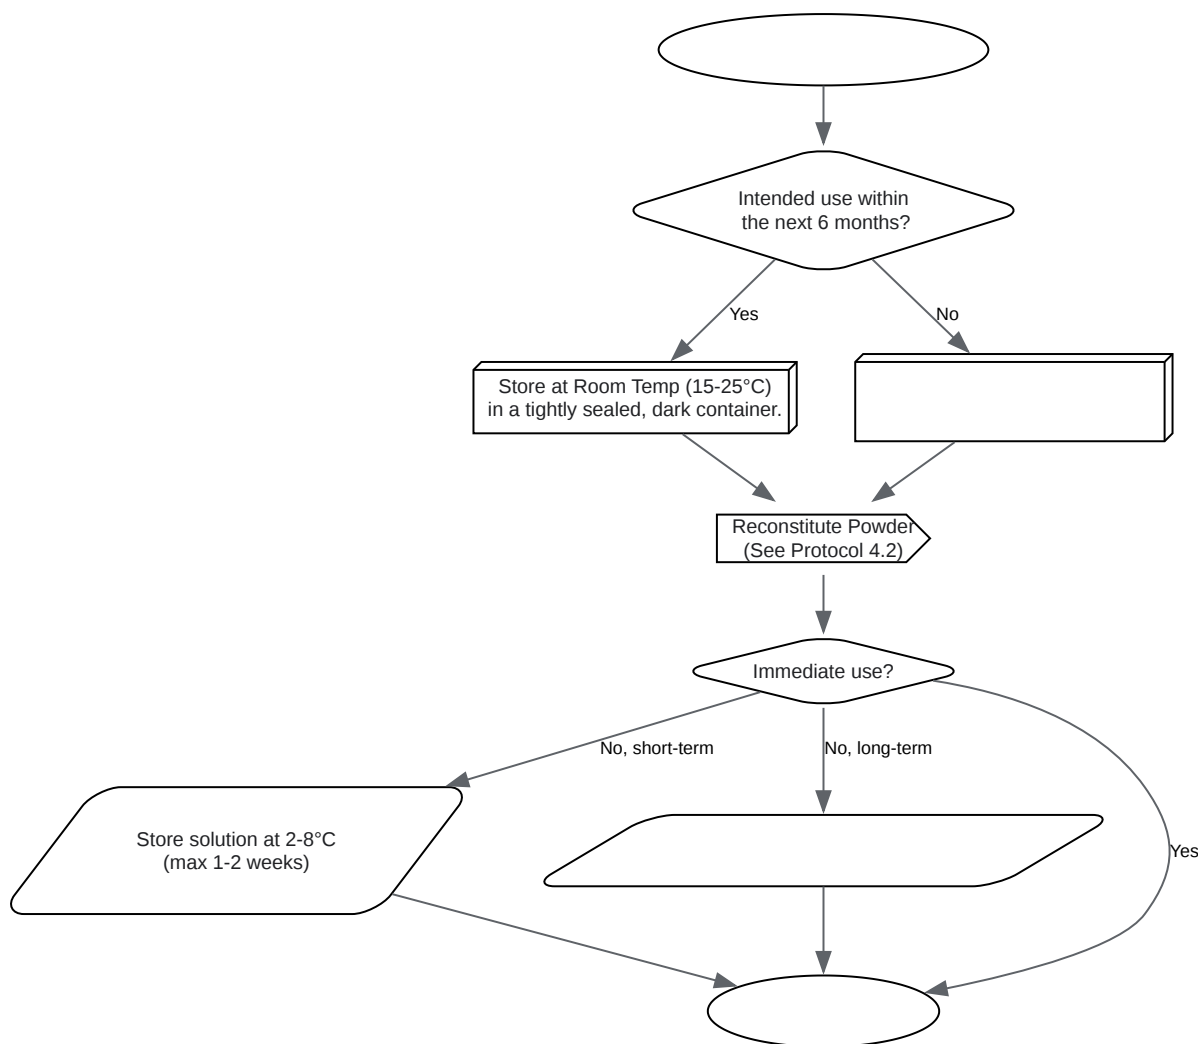 Intended use within
the next 6 months?
Yes
No
Store at Room Temp (15-25°C)
in a tightly sealed, dark container.
Reconstitute Powder
(See Protocol 4.2)
Immediate use?
No, short-term
No, long-term
Store solution at 2-8°C
(max 1-2 weeks)
Yes